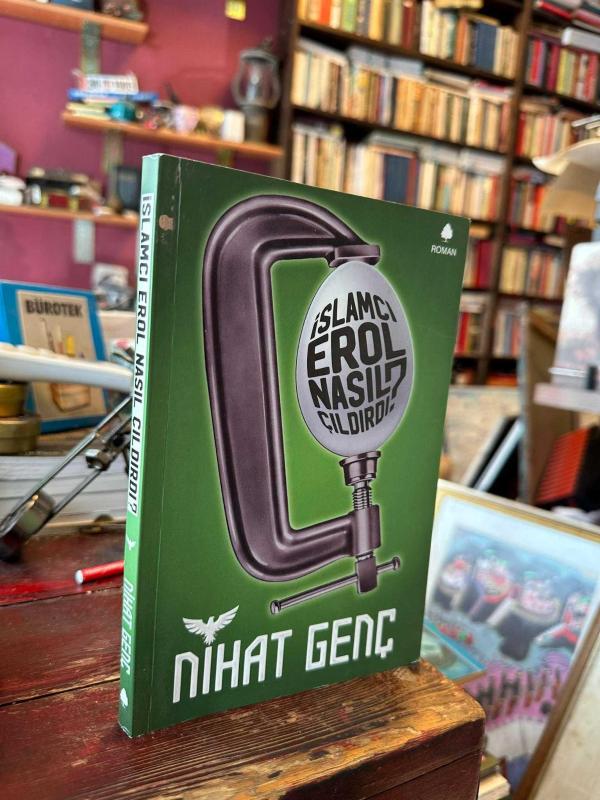 İSLAMCI EROL NASIL ÇILDIRDI?
NİHAT GENÇ
ROMAN
İSLAMCI
EROL
NASIL
ÇILDIRDI?
NİHAT GENÇ
BÜROTEK